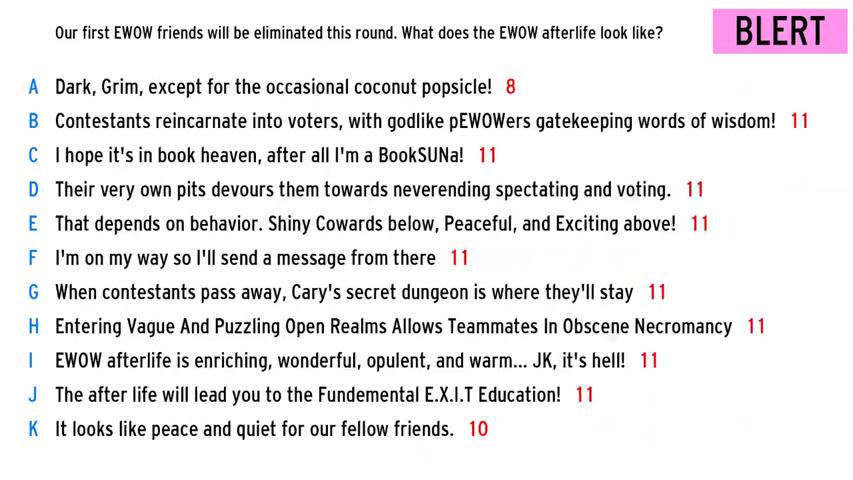 Our first EWOW friends will be eliminated this round. What does the EWOW afterlife look like?
BLERT
A Dark, Grim, except for the occasional coconut popsicle! 8
B Contestants reincarnate into voters, with godlike pEWOWers gatekeeping words of wisdom! 11
C I hope it's in book heaven, after all I'm a BookSUNa! 11
D Their very own pits devours them towards neverending spectating and voting. 11
E That depends on behavior. Shiny Cowards below, Peaceful, and Exciting above! 11
F I'm on my way so I'll send a message from there 11
G When contestants pass away, Cary's secret dungeon is where they'll stay 11
H Entering Vague And Puzzling Open Realms Allows Teammates In Obscene Necromancy 11
I EWOW afterlife is enriching, wonderful, opulent, and warm... JK, it's hell! 11
J The after life will lead you to the Fundemental E.X.I.T Education! 11
K It looks like peace and quiet for our fellow friends. 10